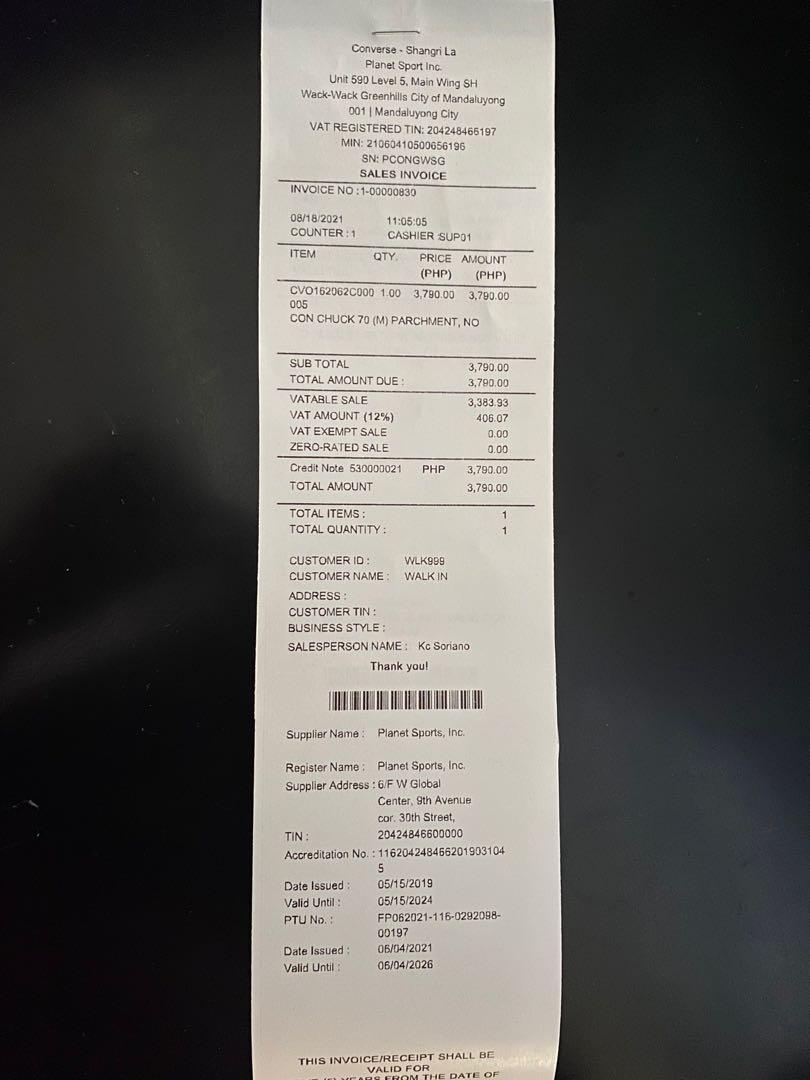 Converse - Shangri La
Planet Sport Inc.
Unit 590 Level 5, Main Wing SH
Wack-Wack Greenhills City of Mandaluyong
001 | Mandaluyong City
VAT REGISTERED TIN: 204248466197
MIN: 21060410500656196
SN: PCONGWSG
SALES INVOICE
INVOICE NO :1-00000830
08/18/2021 11:05:05
COUNTER : 1 CASHIER :SUP01
ITEM QTY. PRICE AMOUNT
(PHP) (PHP)
CVO162062C000 1.00 3,790.00 3,790.00
005
CON CHUCK 70 (M) PARCHMENT, NO
SUB TOTAL 3,790.00
TOTAL AMOUNT DUE : 3,790.00
VATABLE SALE 3,383.93
VAT AMOUNT (12%) 406.07
VAT EXEMPT SALE 0.00
ZERO-RATED SALE 0.00
Credit Note 530000021 PHP 3,790.00
TOTAL AMOUNT 3,790.00
TOTAL ITEMS : 1
TOTAL QUANTITY : 1
CUSTOMER ID : WLK999
CUSTOMER NAME : WALK IN
ADDRESS :
CUSTOMER TIN :
BUSINESS STYLE :
SALESPERSON NAME : Kc Soriano
Thank you!
Supplier Name : Planet Sports, Inc.
Register Name : Planet Sports, Inc.
Supplier Address : 6/F W Global
Center, 9th Avenue
cor. 30th Street,
TIN : 20424846600000
Accreditation No. : 116204248466201903104
5
Date Issued : 05/15/2019
Valid Until : 05/15/2024
PTU No. : FP062021-116-0292098-
00197
Date Issued : 06/04/2021
Valid Until : 06/04/2026
THIS INVOICE/RECEIPT SHALL BE
VALID FOR
YEARS FROM THE DATE OF